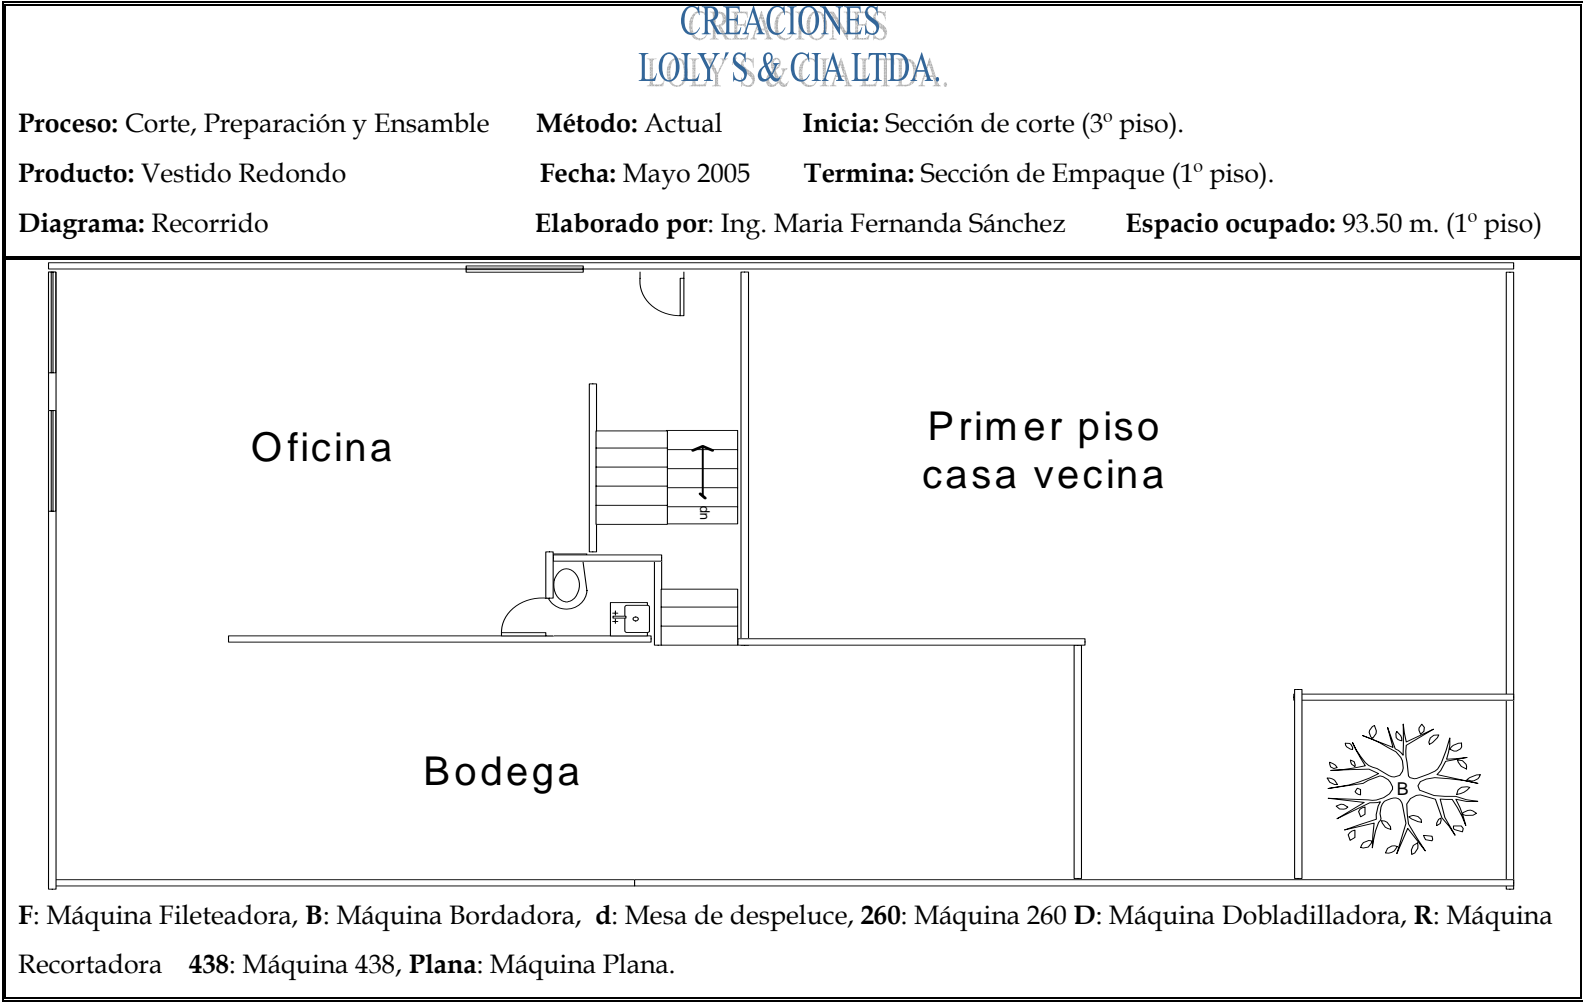 CREACIONES
LOLY´S & CIA LTDA.
Proceso: Corte, Preparación y Ensamble Método: Actual Inicia: Sección de corte (3º piso).
Producto: Vestido Redondo Fecha: Mayo 2005 Termina: Sección de Empaque (1º piso).
Diagrama: Recorrido Elaborado por: Ing. Maria Fernanda Sánchez Espacio ocupado: 93.50 m. (1º piso)
Oficina
Primer piso
casa vecina
dn
Bodega
B
F: Máquina Fileteadora, B: Máquina Bordadora, d: Mesa de despeluce, 260: Máquina 260 D: Máquina Dobladilladora, R: Máquina
Recortadora 438: Máquina 438, Plana: Máquina Plana.